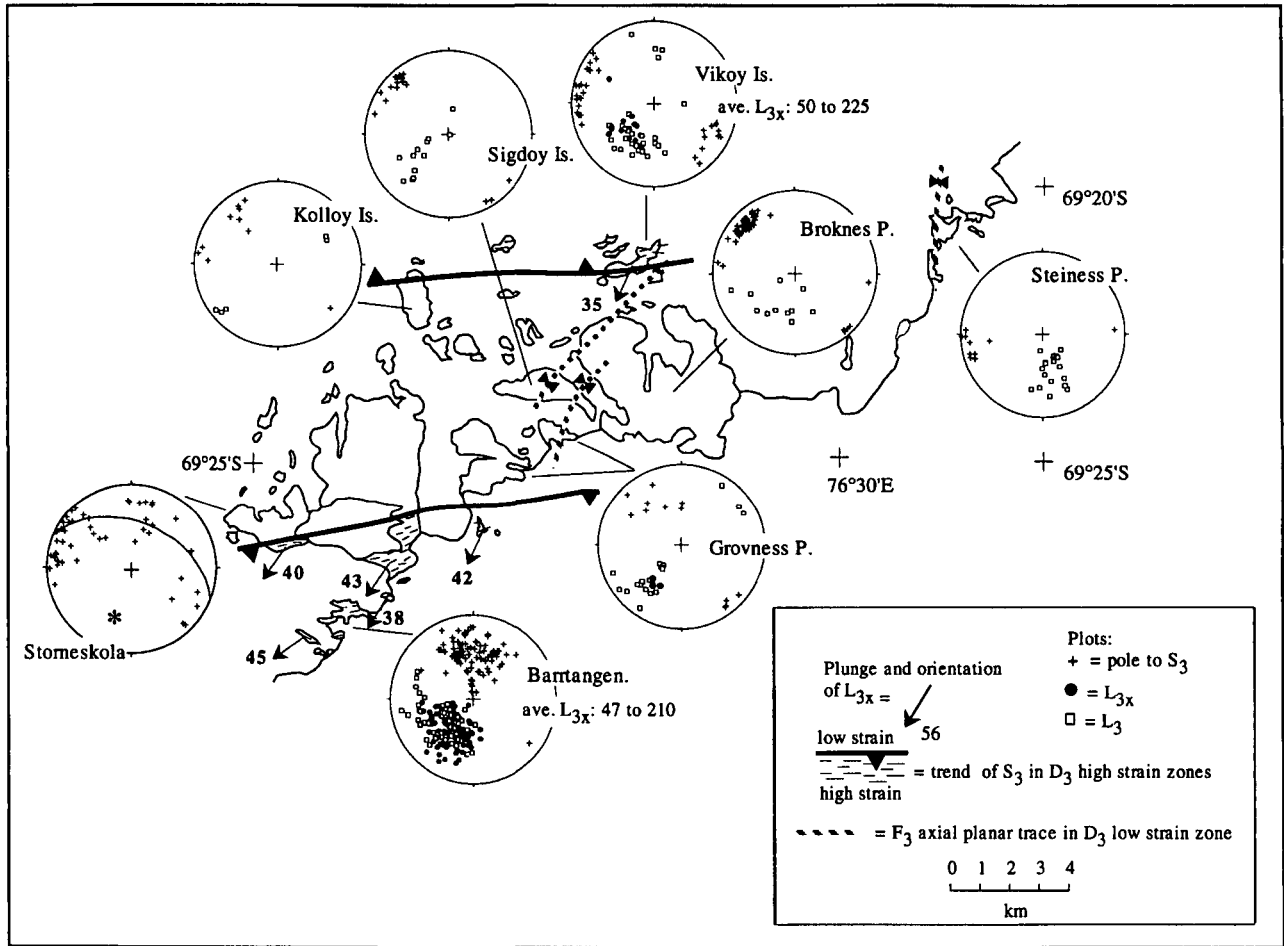 Vikoy Is.
ave. L3x: 50 to 225
Sigdoy Is.
Kolloy Is.
Broknes P.
69°20'S
Steiness P.
35
69°25'S
76°30'E
69°25'S
Grovness P.
40
43
42
38
45
Stomeskola
Barrtangen.
ave. L3x: 47 to 210
Plunge and orientation
of L3x =
56
low strain
= trend of S3 in D3 high strain zones
high strain
Plots:
+ = pole to S3
● = L3x
□ = L3
= F3 axial planar trace in D3 low strain zone
0 1 2 3 4
km